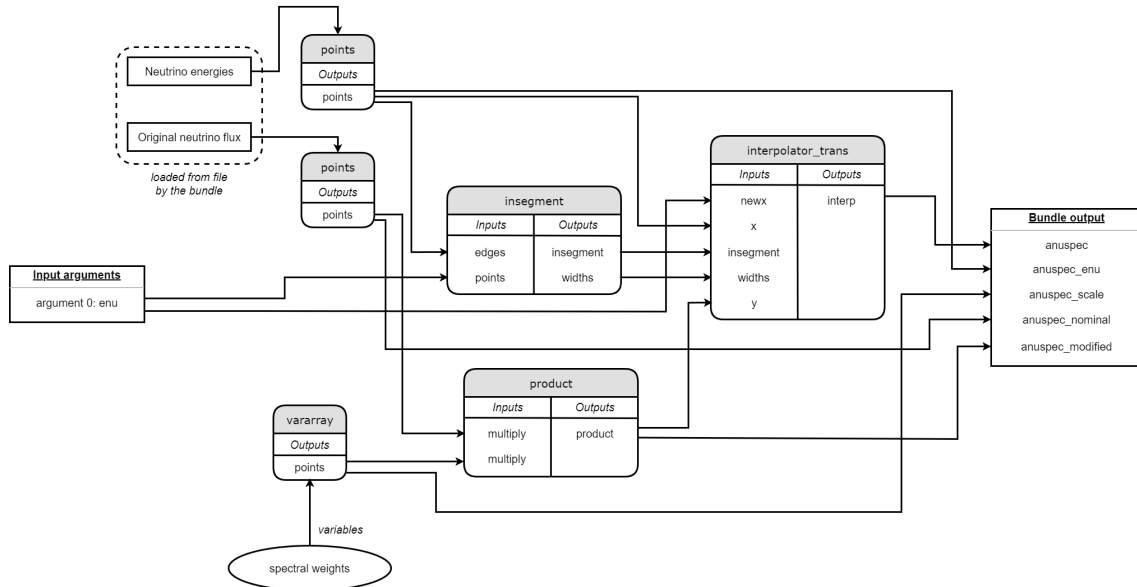 points
Outputs
points
Neutrino energies
Original neutrino flux
loaded from file
by the bundle
points
Outputs
points
insegment
Inputs Outputs
edges insegment
points widths
interpolator_trans
Inputs Outputs
newx interp
x
insegment
widths
y
Bundle output
anuspec
anuspec_enu
anuspec_scale
anuspec_nominal
anuspec_modified
Input arguments
argument 0: enu
product
Inputs Outputs
multiply product
multiply
vararray
Outputs
points
variables
spectral weights